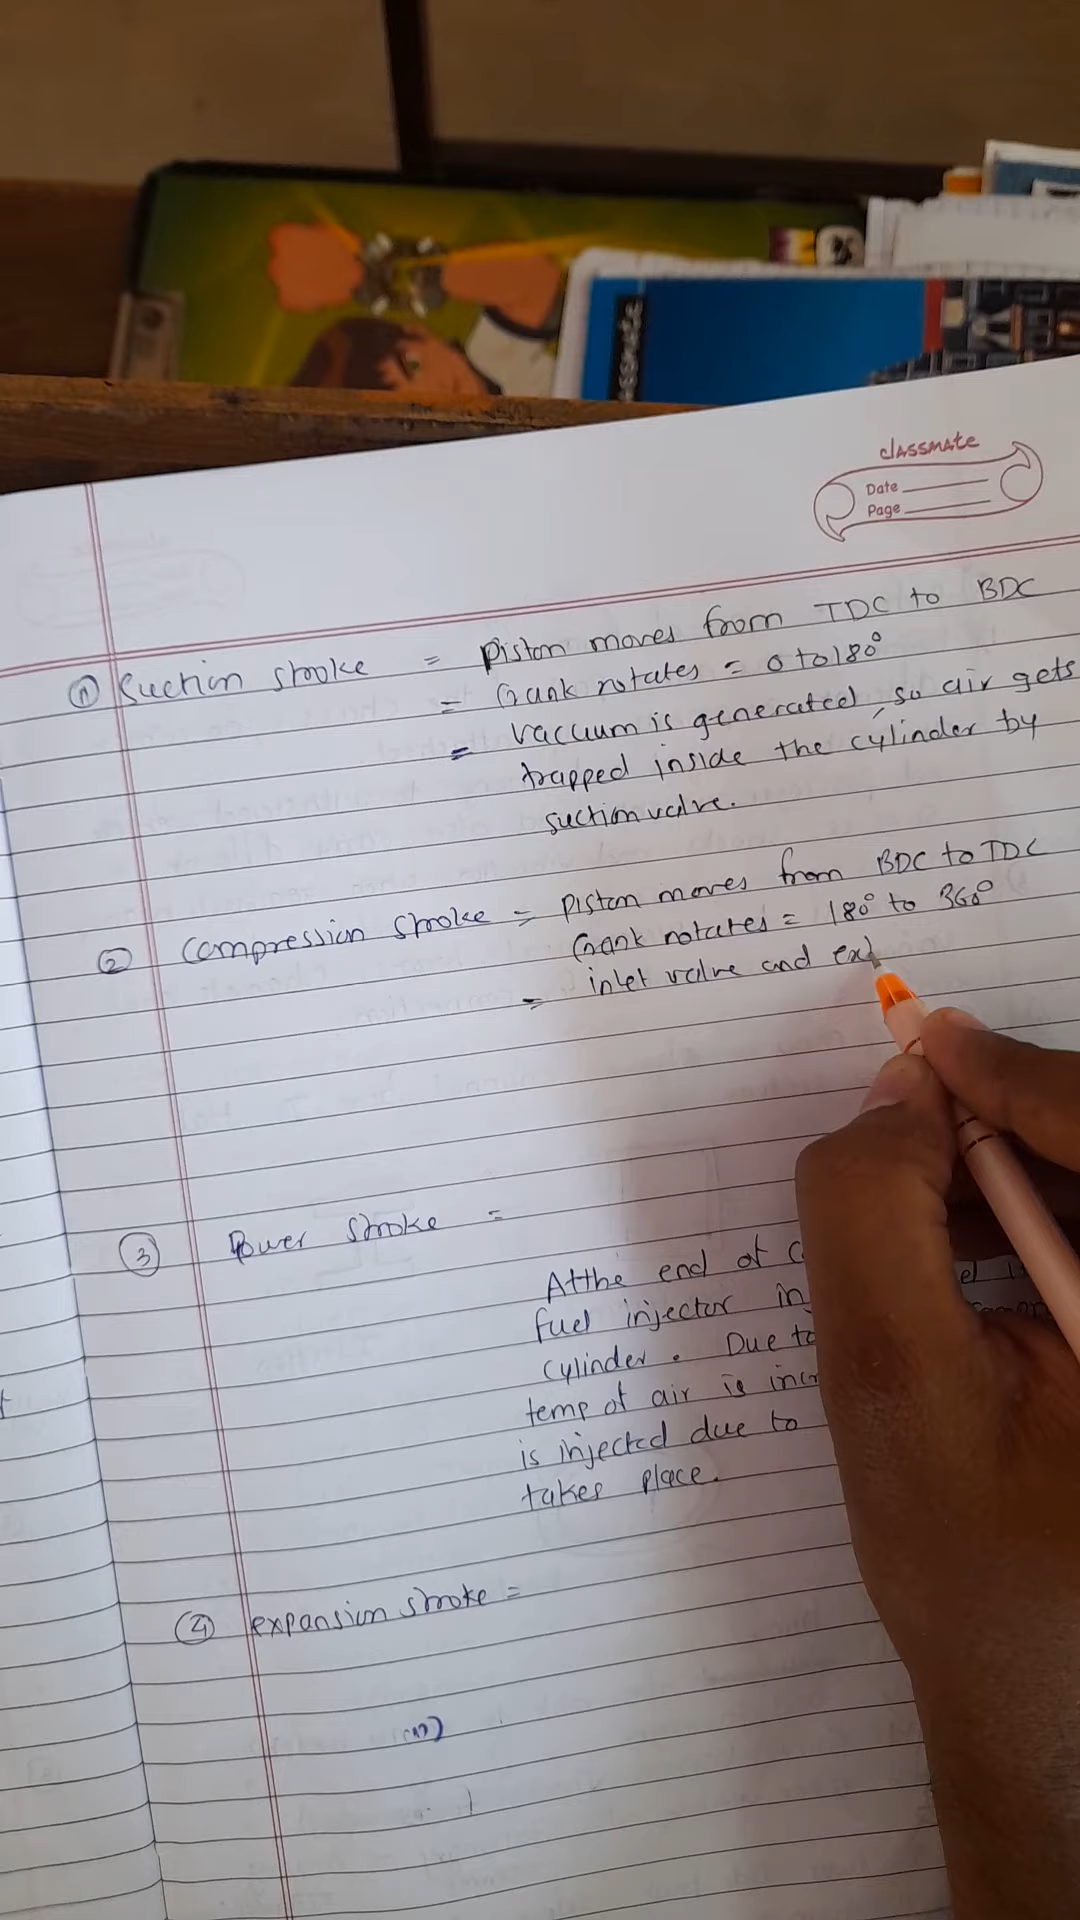 classmate
classmate
Date
Page
① Suction stroke = Piston moves from TDC to BDC
= Crank rotates = 0 to 180°
= vaccum is generated, so air gets
trapped inside the cylinder by
suction valve.
② compression stroke = Piston moves from BDC to TDC
Crank rotates = 180° to 360°
= inlet valve and ex
③ Power stroke =
At the end of c
fuel injector in
cylinder. Due to
temp of air is incr
is injected due to
takes place.
④ expansion stroke =